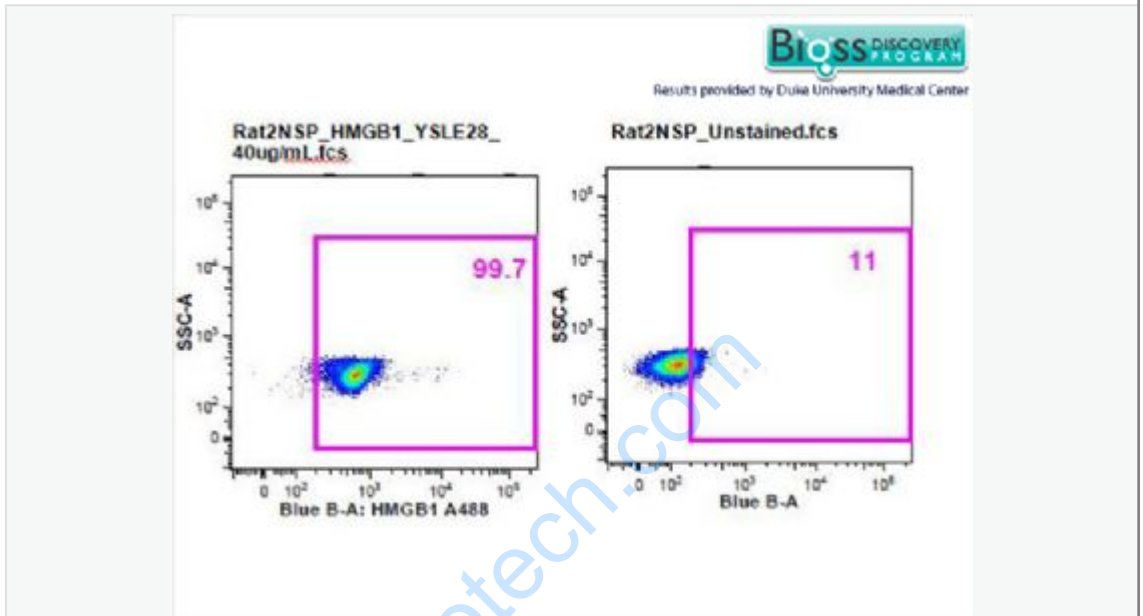 Bioss DISCOVERY
PROGRAM
Results provided by Duke University Medical Center
Rat2NSP_HMGB1_YSLE28_
40ug/mL.fcs
99.7
SSC-A
10⁵
10⁴
10³
10²
0
0 10² 10³ 10⁴ 10⁵
Blue B-A: HMGB1 A488
Rat2NSP_Unstained.fcs
11
SSC-A
10⁵
10⁴
10³
10²
0
0 10² 10³ 10⁴ 10⁵
Blue B-A
otech.com